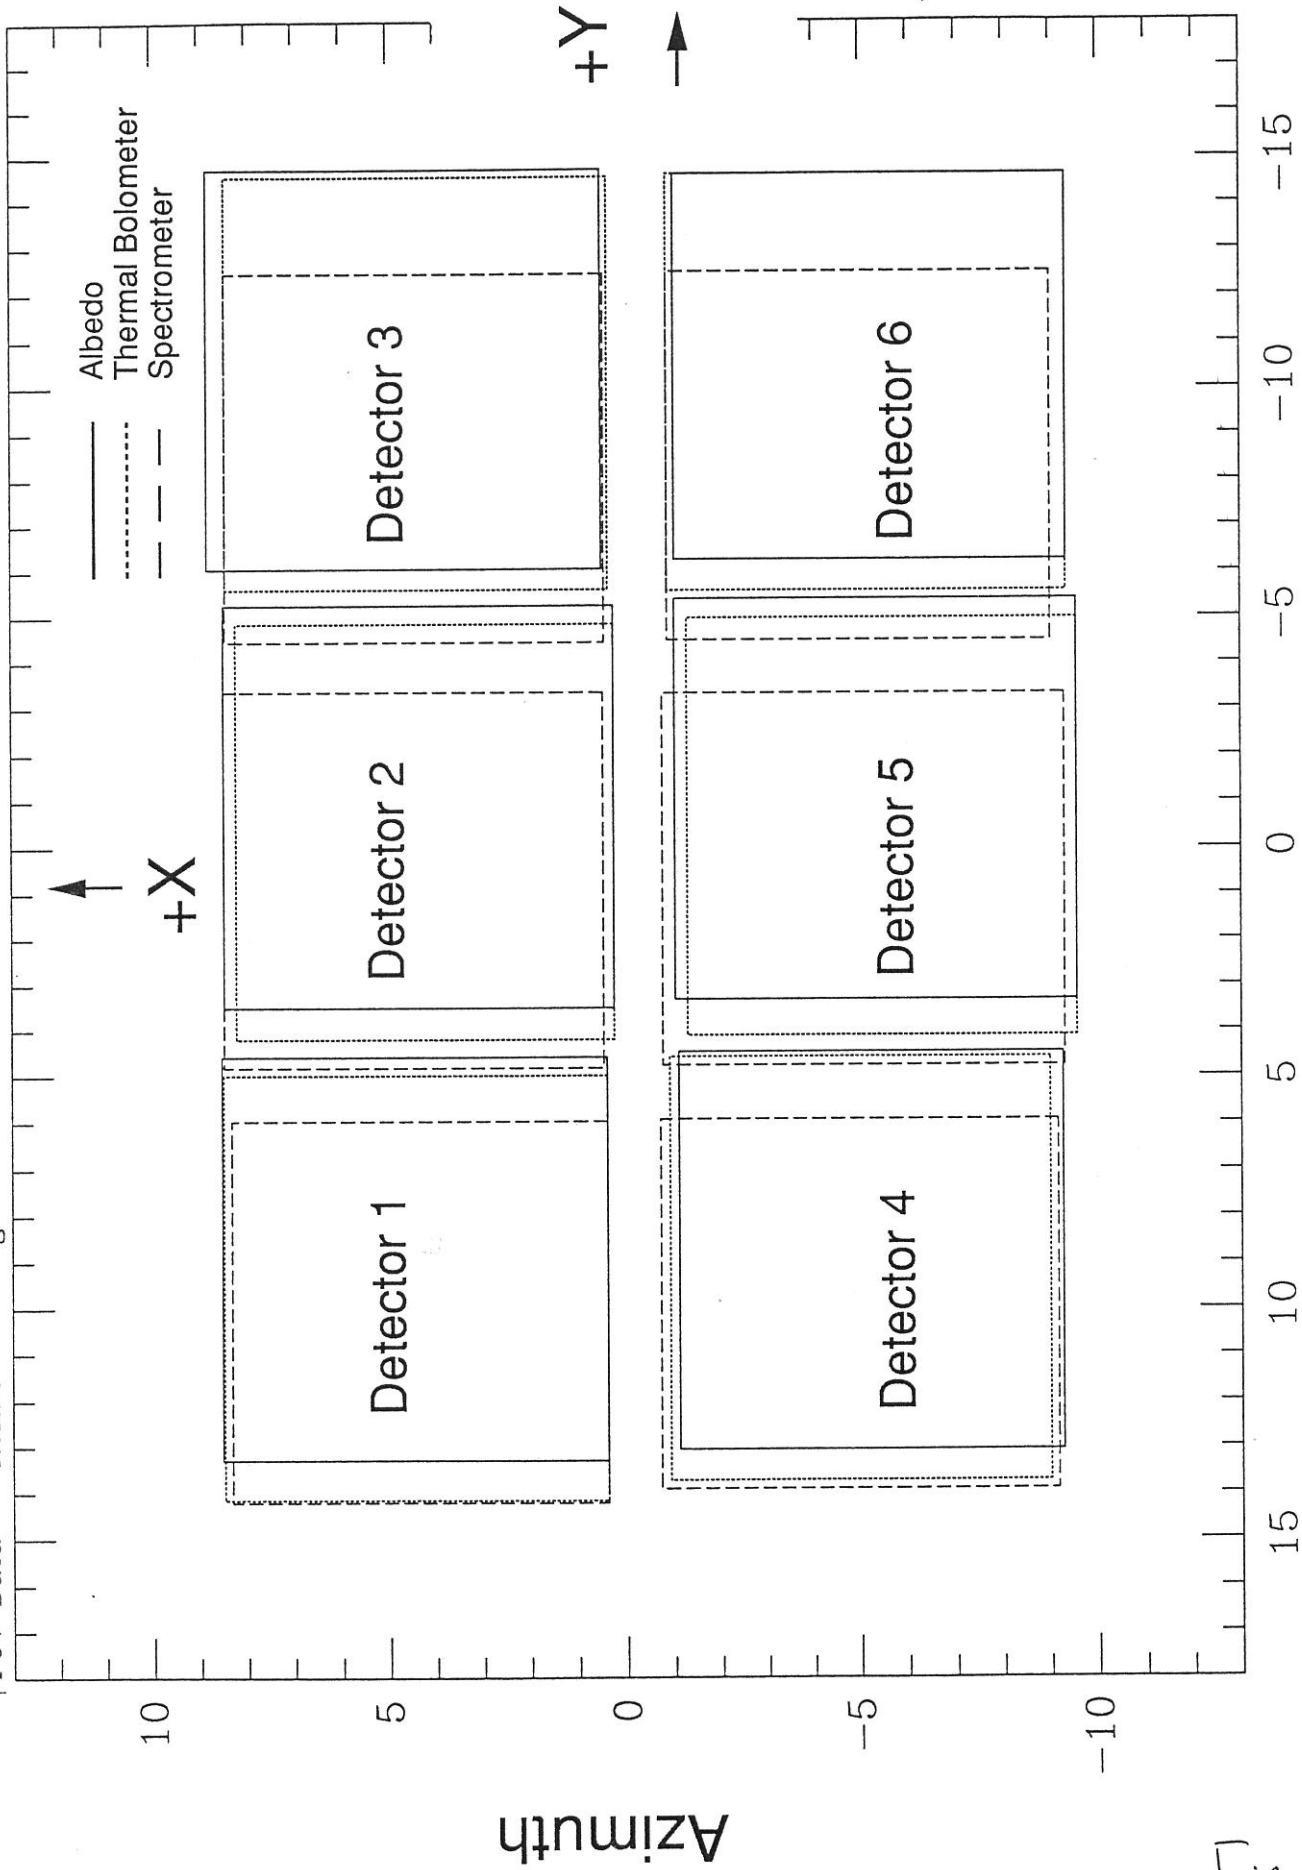 Albedo
Thermal Bolometer
Spectrometer
+X
+Y
Detector 1
Detector 2
Detector 3
Detector 4
Detector 5
Detector 6
Azimuth
10
5
0
−5
−10
15
10
5
0
−5
−10
−15